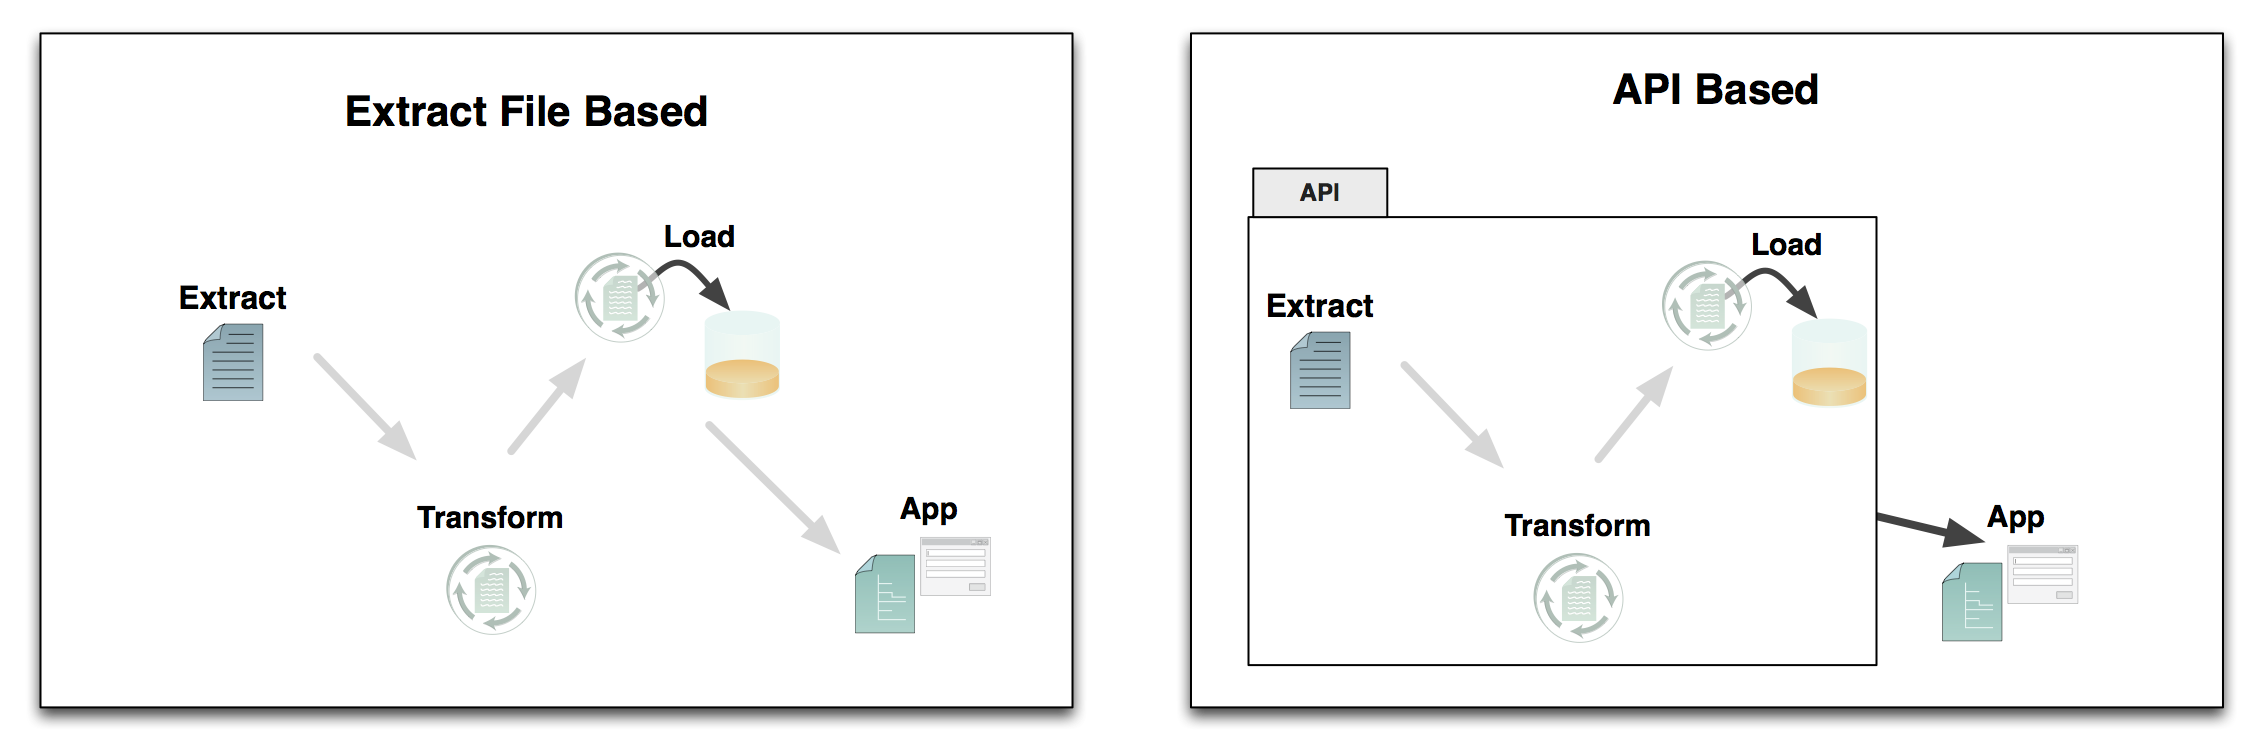 Extract File Based
Load
Extract
Transform
App
API Based
API
Load
Extract
Transform
App